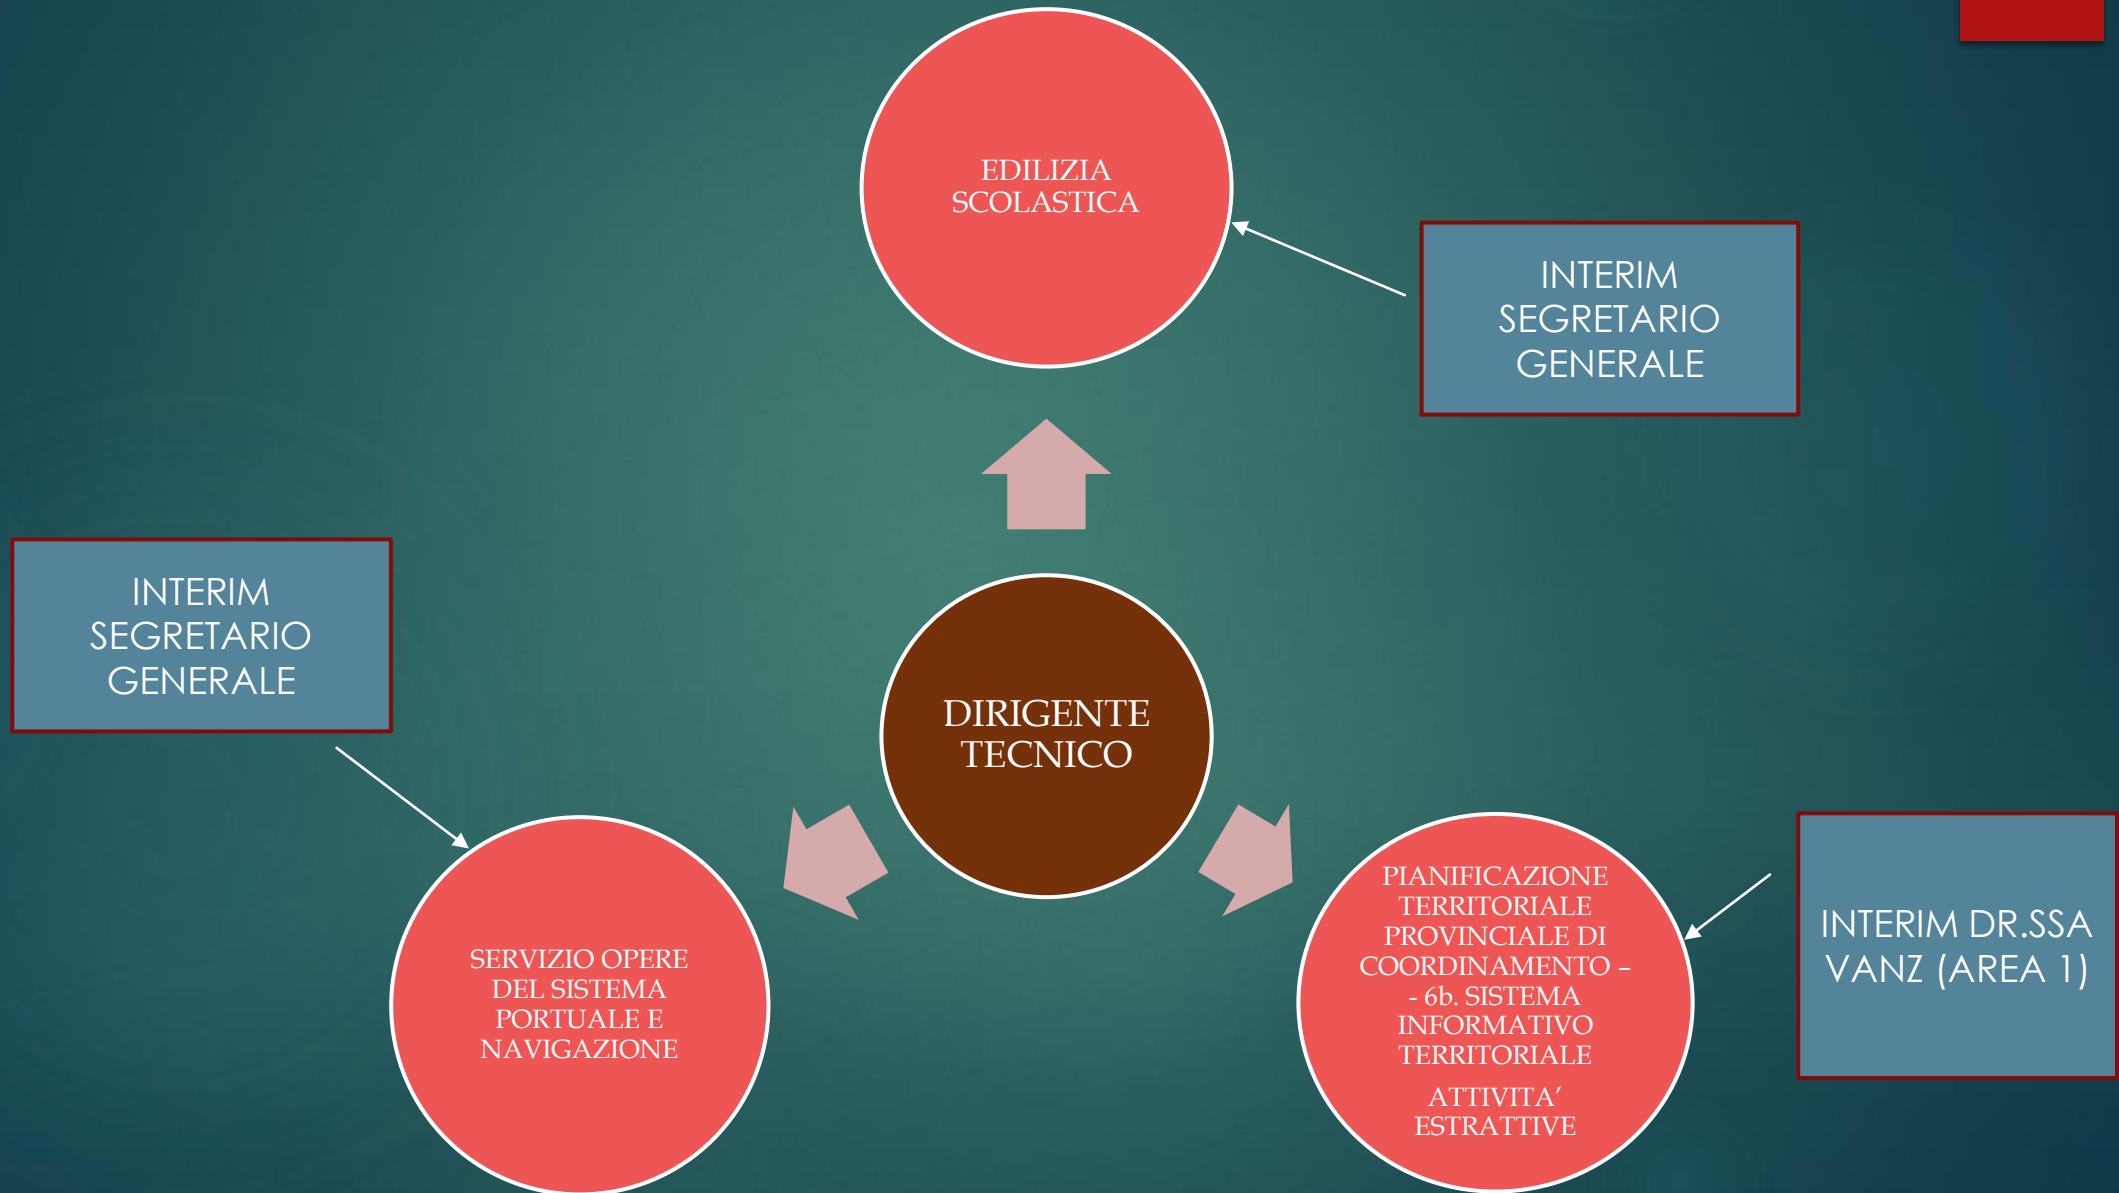 EDILIZIA
SCOLASTICA
INTERIM
SEGRETARIO
GENERALE
INTERIM
SEGRETARIO
GENERALE
DIRIGENTE
TECNICO
SERVIZIO OPERE
DEL SISTEMA
PORTUALE E
NAVIGAZIONE
PIANIFICAZIONE
TERRITORIALE
PROVINCIALE DI
COORDINAMENTO –
- 6b. SISTEMA
INFORMATIVO
TERRITORIALE
ATTIVITA’
ESTRATTIVE
INTERIM DR.SSA
VANZ (AREA 1)